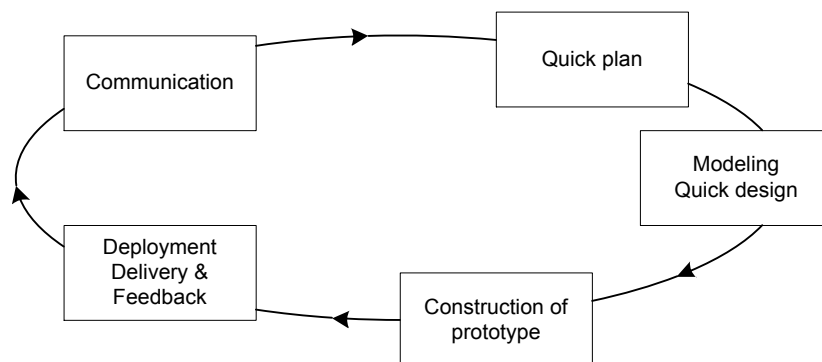 Communication
Quick plan
Modeling
Quick design
Construction of
prototype
Deployment
Delivery &
Feedback